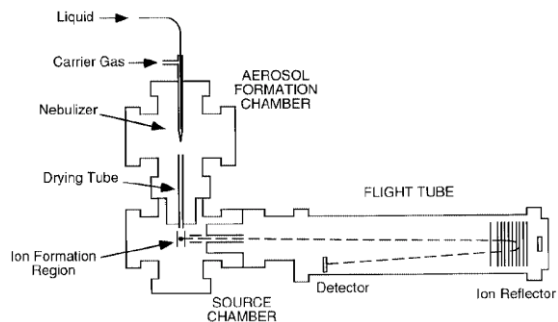 Liquid
Carrier Gas
AEROSOL
FORMATION
CHAMBER
Nebulizer
Drying Tube
FLIGHT TUBE
Ion Formation
Region
Detector
Ion Reflector
SOURCE
CHAMBER